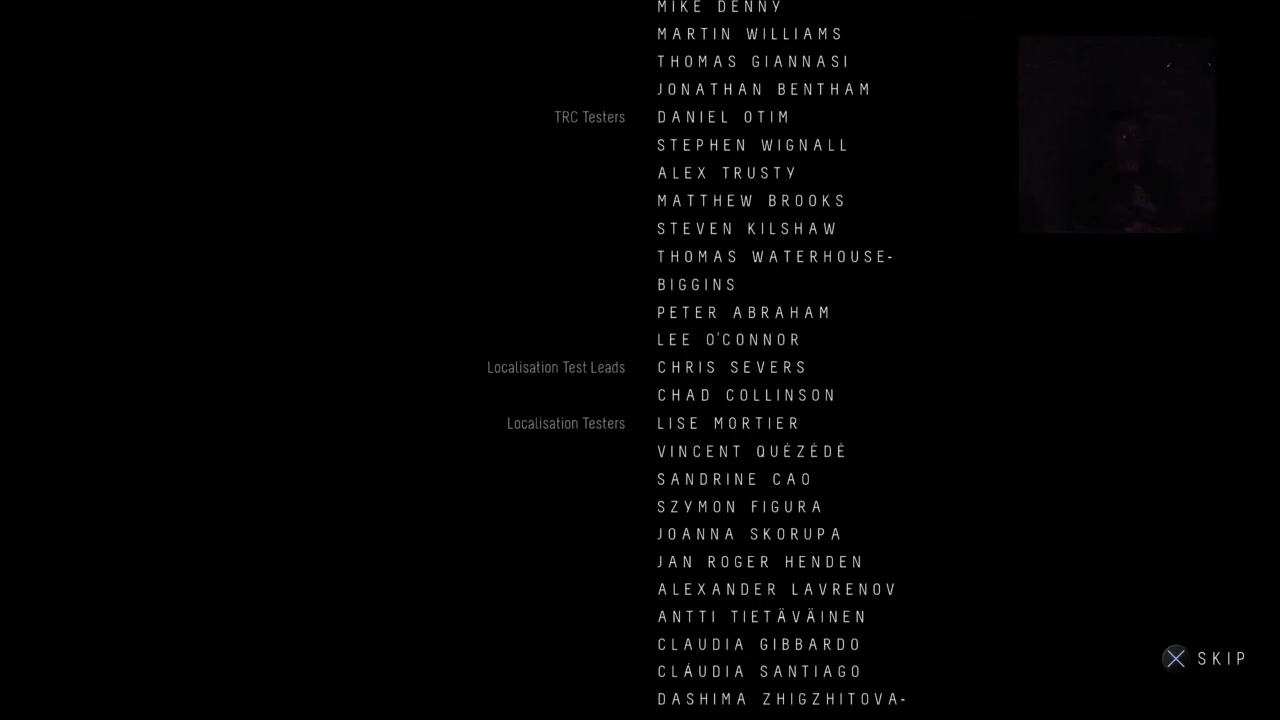 MIKE DENNY
MARTIN WILLIAMS
THOMAS GIANNASI
JONATHAN BENTHAM
TRC Testers DANIEL OTIM
STEPHEN WIGNALL
ALEX TRUSTY
MATTHEW BROOKS
STEVEN KILSHAW
THOMAS WATERHOUSE-
BIGGINS
PETER ABRAHAM
LEE O'CONNOR
Localisation Test Leads CHRIS SEVERS
CHAD COLLINSON
Localisation Testers LISE MORTIER
VINCENT QUÉZÉDÉ
SANDRINE CAO
SZYMON FIGURA
JOANNA SKORUPA
JAN ROGER HENDEN
ALEXANDER LAVRENOV
ANTTI TIETÄVÄINEN
CLAUDIA GIBBARDO
CLÁUDIA SANTIAGO
DASHIMA ZHIGZHITOVA-
SKIP